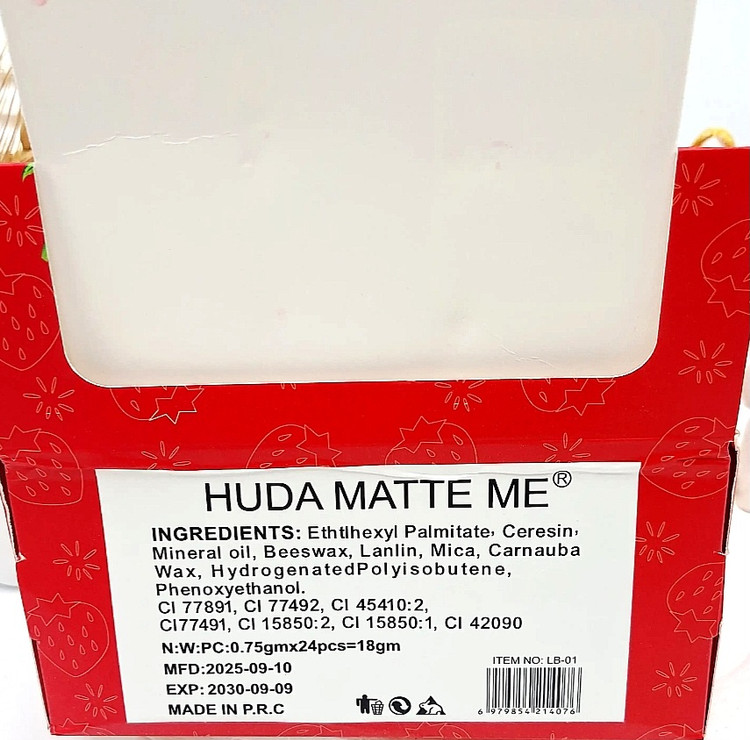 HUDA MATTE ME®
INGREDIENTS: Ethtlhexyl Palmitate, Ceresin,
Mineral oil, Beeswax, Lanlin, Mica, Carnauba
Wax, HydrogenatedPolyisobutene,
Phenoxyethanol.
CI 77891, CI 77492, CI 45410:2,
CI77491, CI 15850:2, CI 15850:1, CI 42090
N:W:PC:0.75gmx24pcs=18gm
MFD:2025-09-10
EXP: 2030-09-09
MADE IN P.R.C
ITEM NO: LB-01
6 979854 214076